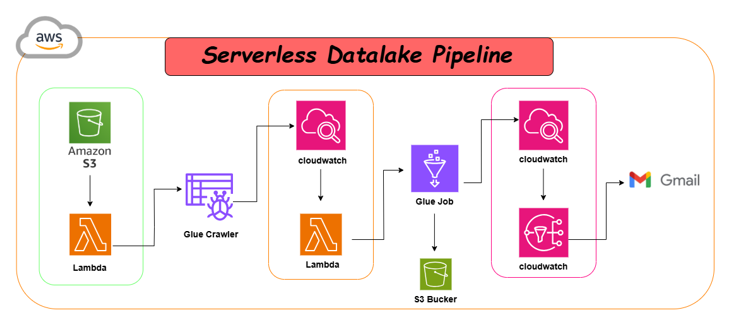 aws
Serverless Datalake Pipeline
Amazon
S3
Lambda
Glue Crawler
cloudwatch
Lambda
Glue Job
S3 Bucker
cloudwatch
cloudwatch
Gmail